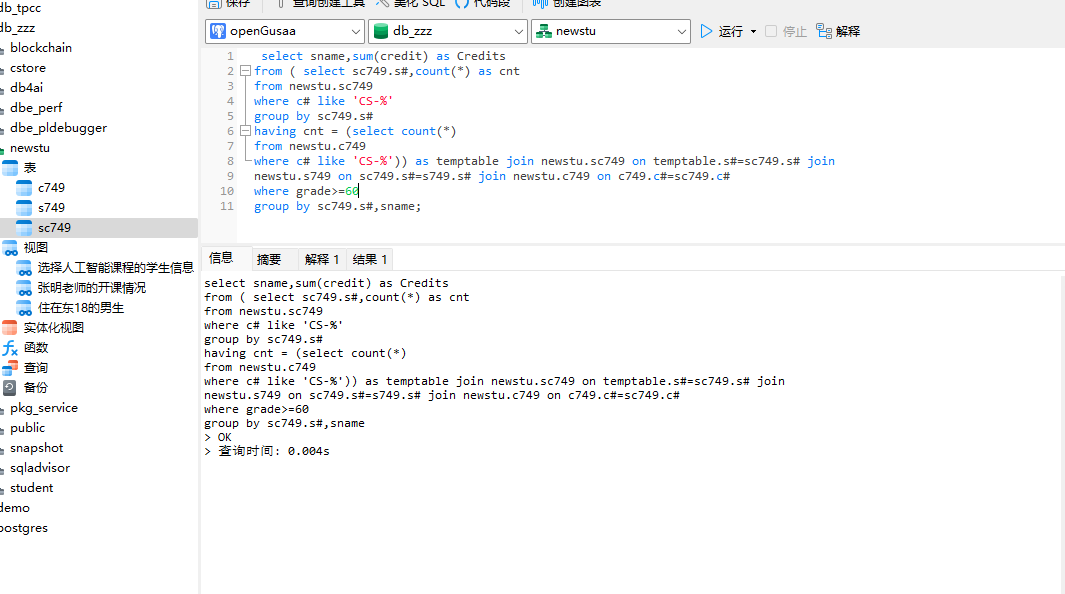 db_tpcc
db_zzz
blockchain
cstore
db4ai
dbe_perf
dbe_pldebugger
newstu
表
c749
s749
sc749
视图
选择人工智能课程的学生信息
张明老师的开课情况
住在东18的男生
实体化视图
函数
查询
备份
pkg_service
public
snapshot
sqladvisor
student
demo
postgres
保存 查询创建工具 美化 SQL 代码段 创建图表
openGusaa db_zzz newstu 运行 停止 解释
1 select sname,sum(credit) as Credits
2 from ( select sc749.s#,count(*) as cnt
3 from newstu.sc749
4 where c# like 'CS-%'
5 group by sc749.s#
6 having cnt = (select count(*)
7 from newstu.c749
8 where c# like 'CS-%')) as temptable join newstu.sc749 on temptable.s#=sc749.s# join
9 newstu.s749 on sc749.s#=s749.s# join newstu.c749 on c749.c#=sc749.c#
10 where grade>=60
11 group by sc749.s#,sname;
信息 摘要 解释 1 结果 1
select sname,sum(credit) as Credits
from ( select sc749.s#,count(*) as cnt
from newstu.sc749
where c# like 'CS-%'
group by sc749.s#
having cnt = (select count(*)
from newstu.c749
where c# like 'CS-%')) as temptable join newstu.sc749 on temptable.s#=sc749.s# join
newstu.s749 on sc749.s#=s749.s# join newstu.c749 on c749.c#=sc749.c#
where grade>=60
group by sc749.s#,sname
> OK
> 查询时间: 0.004s